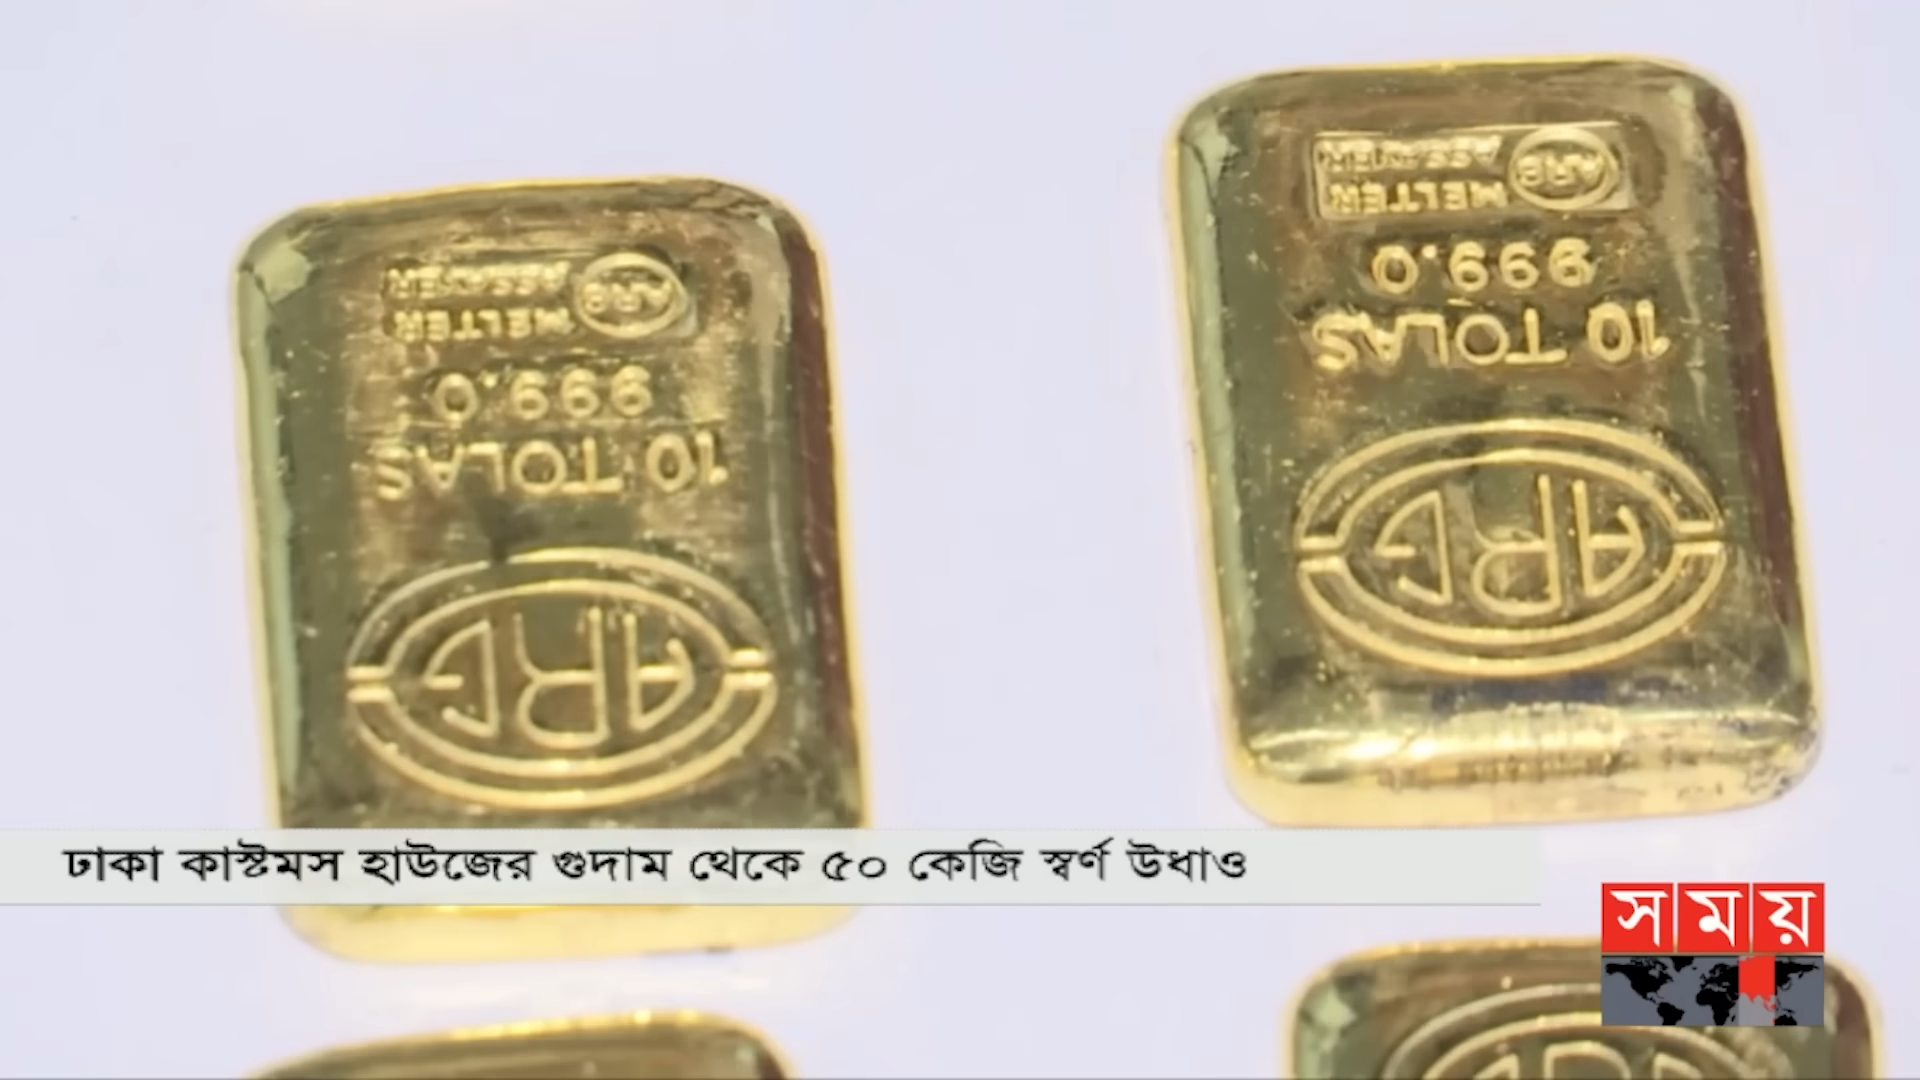 ARG
MELTER
ASSAYER
999.0
10 TOLAS
ARG
ARG
MELTER
ASSAYER
999.0
10 TOLAS
ARG
ঢাকা কাস্টমস হাউজের গুদাম থেকে ৫০ কেজি স্বর্ণ উধাও
সময়